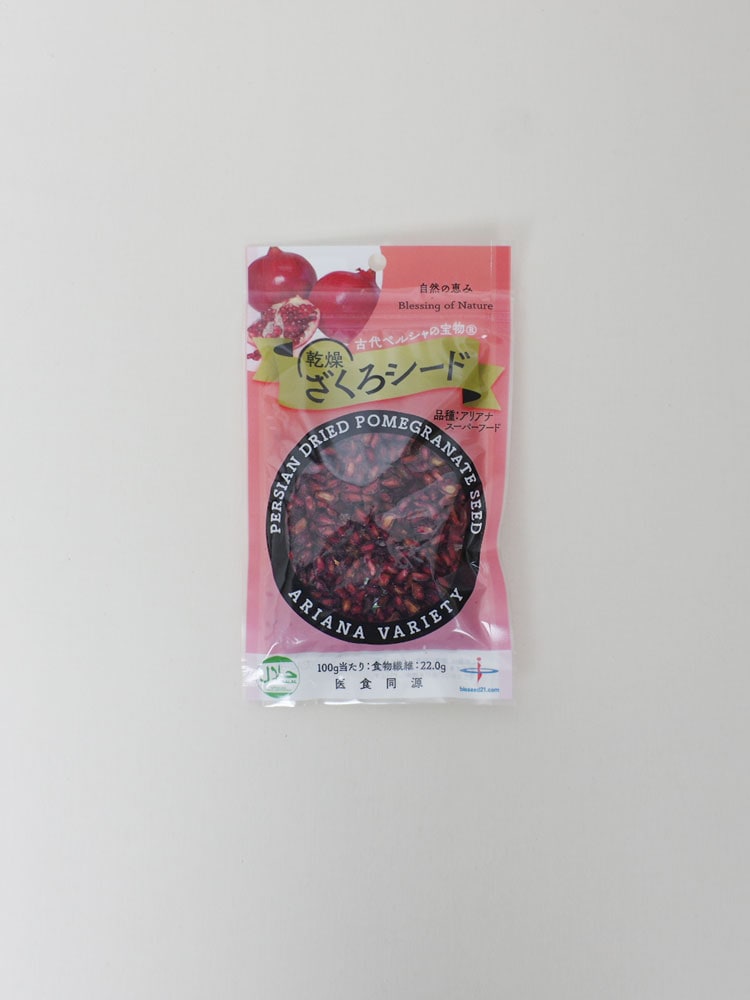 自然の恵み
Blessing of Nature
古代ペルシャの宝物®
乾燥
ざくろシード
品種:アリアナ
スーパーフード
PERSIAN DRIED POMEGRANATE SEED
ARIANA VARIETY
حلال
100g当たり:食物繊維:22.0g
医食同源
blesseed21.com